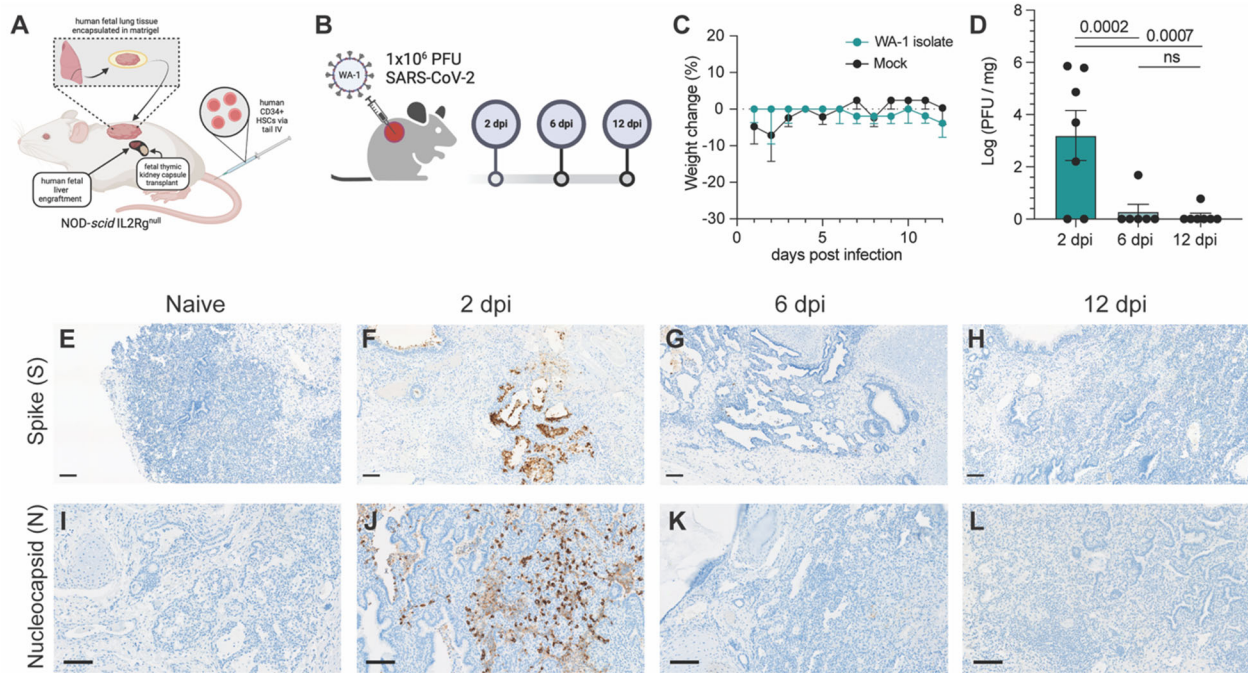 A
human fetal lung tissue
encapsulated in matrigel
human
CD34+
HSCs via
tail IV
fetal thymic
kidney capsule
transplant
human fetal
liver
engraftment
NOD-scid IL2Rg^null
B
WA-1
1x10⁶ PFU
SARS-CoV-2
2 dpi
6 dpi
12 dpi
C
WA-1 isolate
Mock
Weight change (%)
20
10
0
-10
-20
-30
0
5
10
days post infection
D
0.0002
0.0007
ns
Log (PFU / mg)
8
6
4
2
0
2 dpi
6 dpi
12 dpi
Naive
2 dpi
6 dpi
12 dpi
Spike (S)
E
F
G
H
Nucleocapsid (N)
I
J
K
L